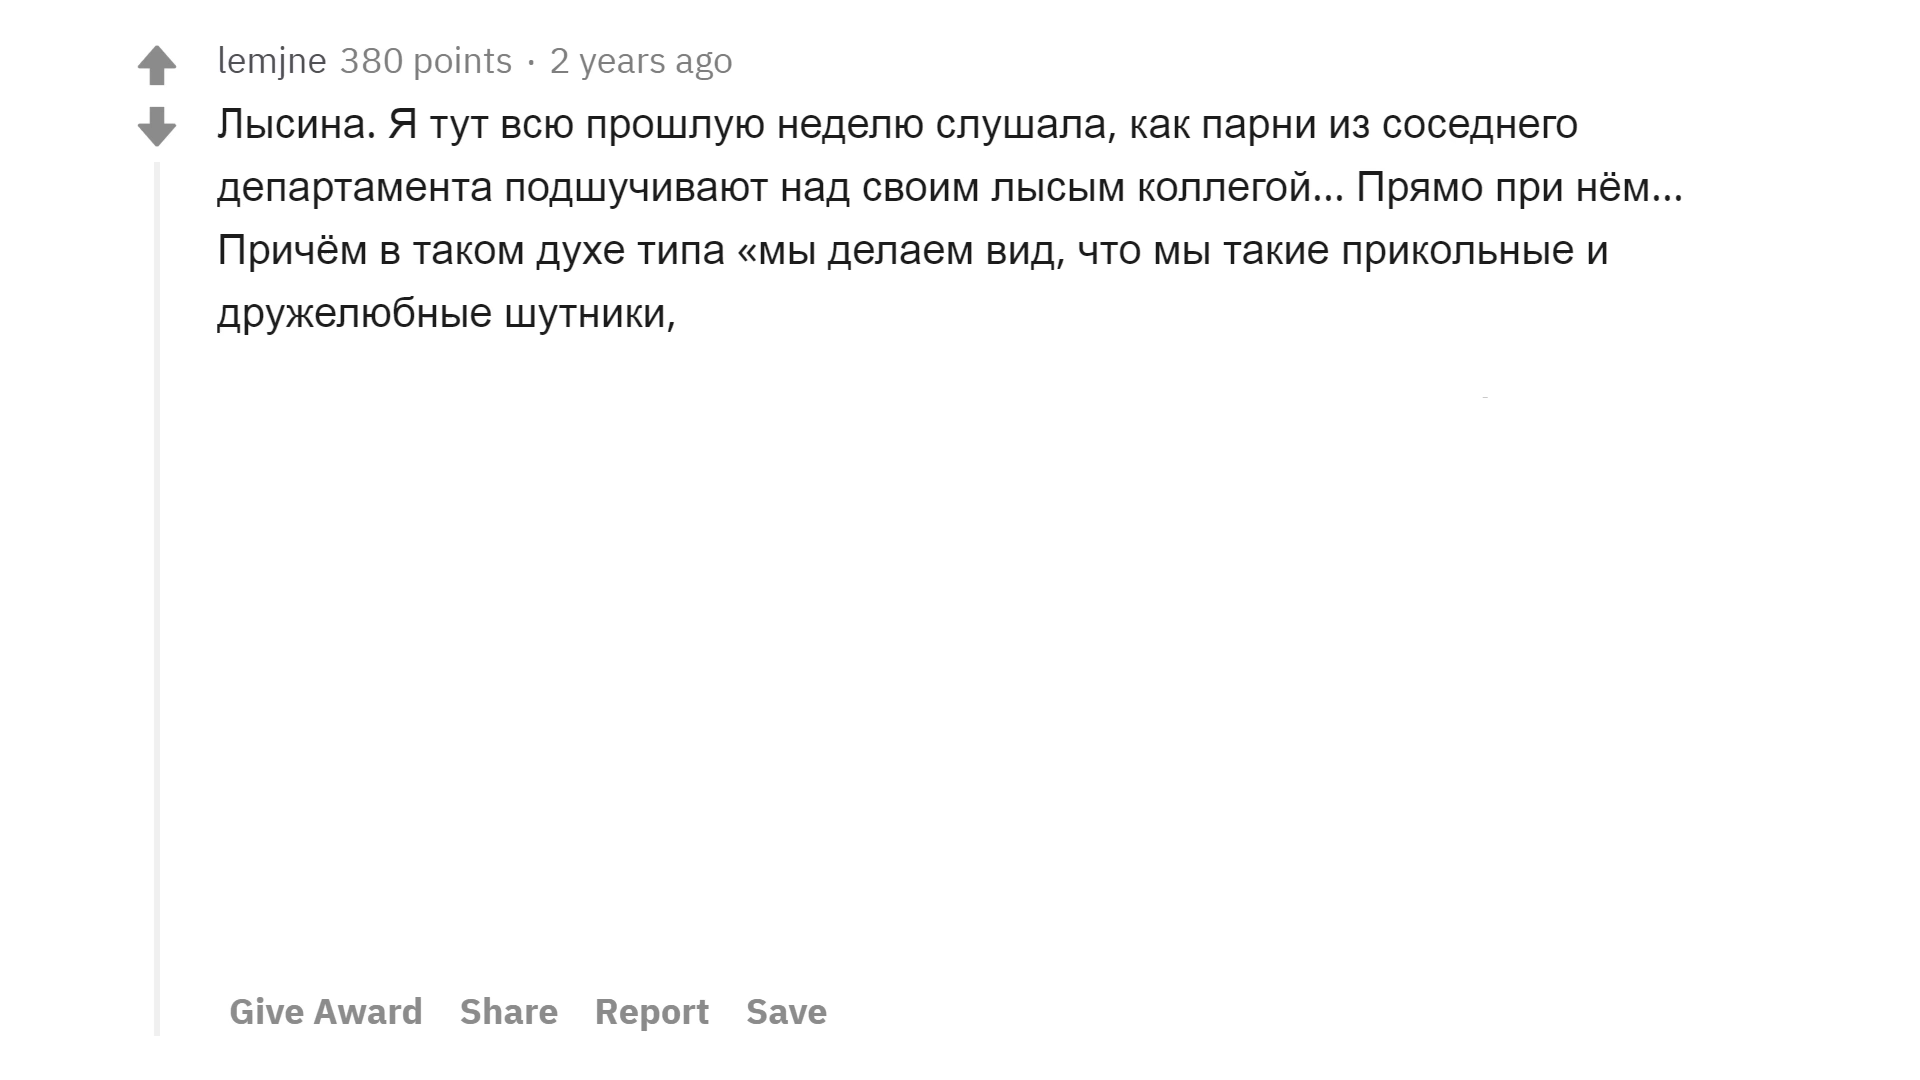 lemjne 380 points · 2 years ago
Лысина. Я тут всю прошлую неделю слушала, как парни из соседнего
департамента подшучивают над своим лысым коллегой... Прямо при нём...
Причём в таком духе типа «мы делаем вид, что мы такие прикольные и
дружелюбные шутники,
Give Award Share Report Save